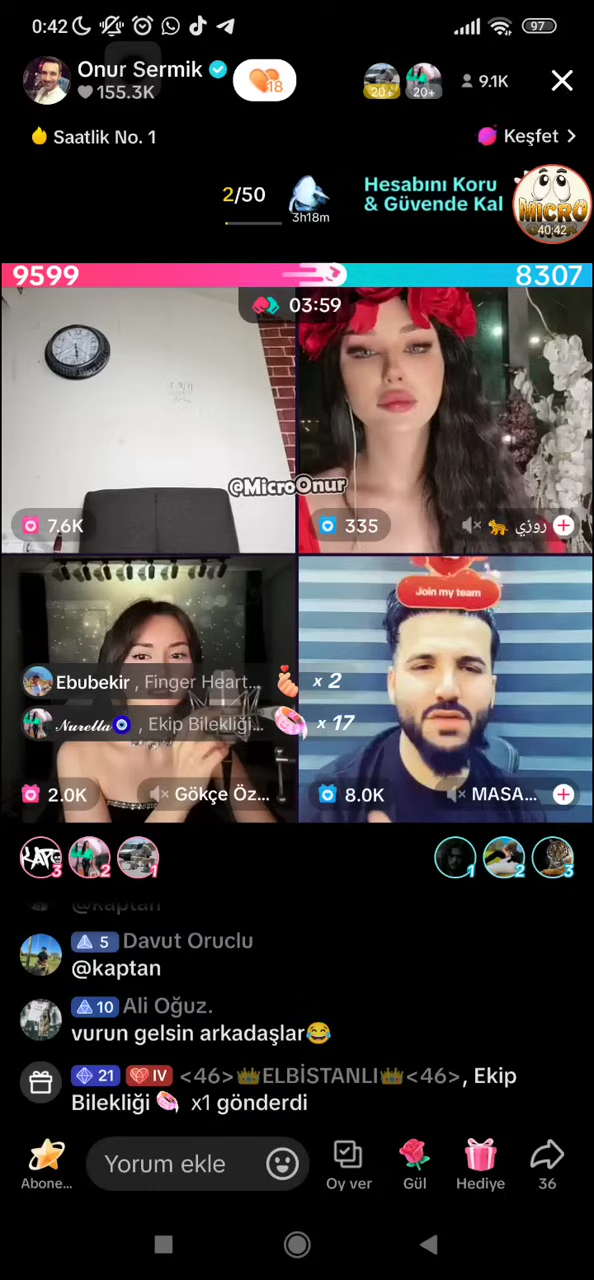 0:42
97
Onur Sermik
155.3K
18
20+
20+
9.1K
Saatlik No. 1
Keşfet
2/50
3h18m
Hesabını Koru
& Güvende Kal
MICRO
40:42
9599
8307
03:59
@MicroOnur
7.6K
335
روزي
Join my team
Ebubekir , Finger Heart... x 2
𝓝𝓾𝓻𝓮𝓵𝓵𝓪🧿 , Ekip Bilekliği... x 17
2.0K
Gökçe Öz...
8.0K
MASA...
KAP
3
2
1
1
2
3
@kaptan
5 Davut Oruclu
@kaptan
10 Ali Oğuz.
vurun gelsin arkadaşlar😂
21 IV <46>👑ELBİSTANLI👑<46>, Ekip
Bilekliği x1 gönderdi
Abone...
Yorum ekle
Oy ver
Gül
Hediye
36